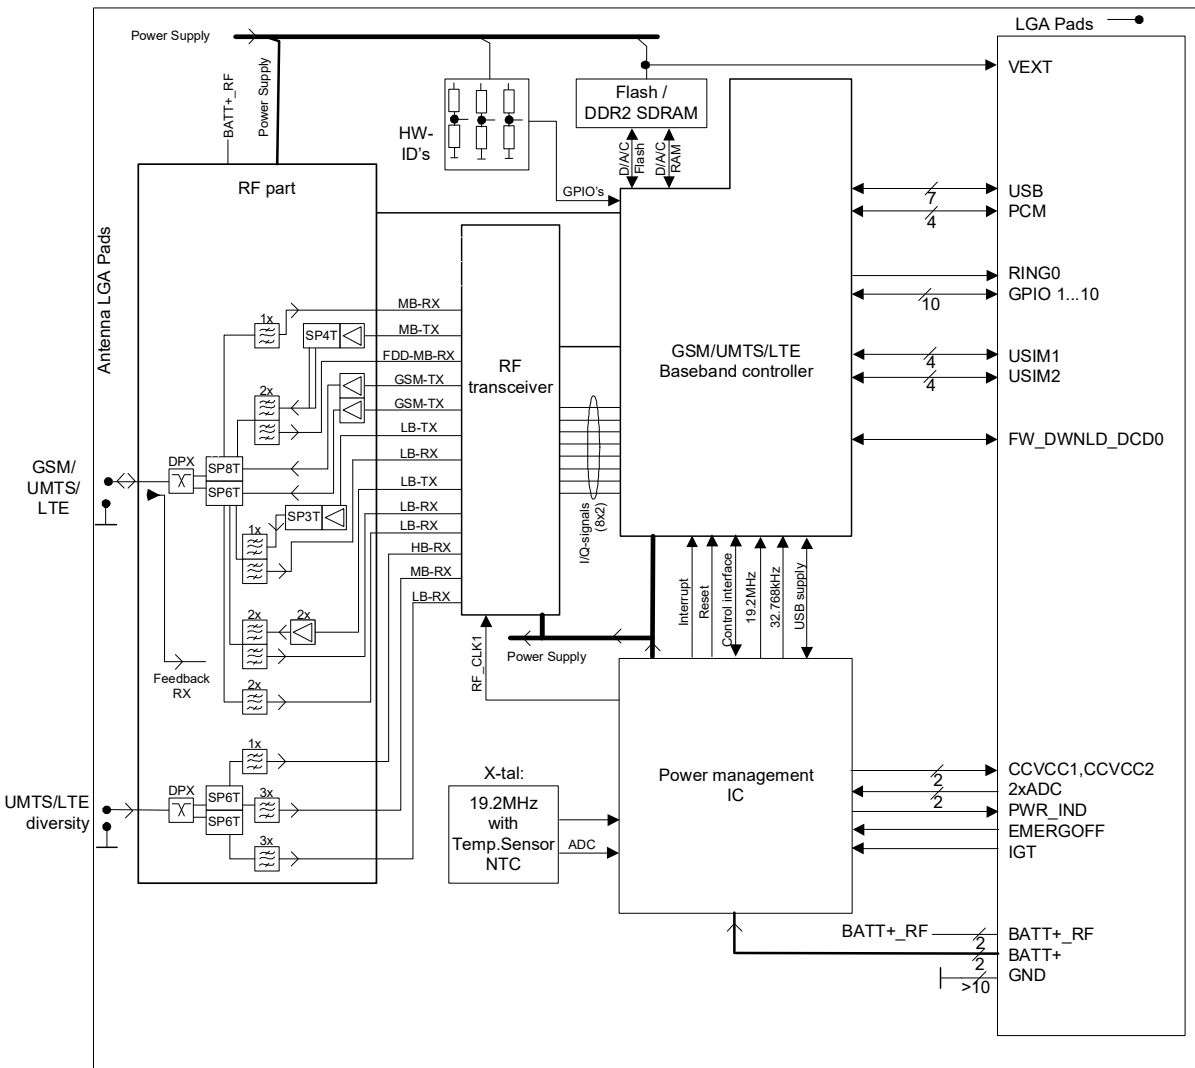 LGA Pads
Power Supply
VEXT
BATT+_RF
Power Supply
Flash /
DDR2 SDRAM
HW-
ID's
D/A/C
Flash
D/A/C
RAM
GPIO's
RF part
USB
7
PCM
4
Antenna LGA Pads
RING0
GPIO 1...10
10
MB-RX
1x
SP4T
MB-TX
FDD-MB-RX
GSM-TX
GSM-TX
LB-TX
LB-RX
LB-TX
LB-RX
LB-RX
HB-RX
MB-RX
LB-RX
RF
transceiver
GSM/UMTS/LTE
Baseband controller
USIM1
4
USIM2
4
2x
FW_DWNLD_DCD0
GSM/
UMTS/
LTE
DPX
SP8T
SP6T
I/Q-signals
(8x2)
SP3T
1x
2x
2x
Feedback
RX
2x
Interrupt
Reset
Control interface
19.2MHz
32.768kHz
USB supply
Power Supply
RF_CLK1
1x
UMTS/LTE
diversity
DPX
SP6T
SP6T
3x
3x
X-tal:
19.2MHz
with
Temp.Sensor
NTC
ADC
Power management
IC
CCVCC1,CCVCC2
2
2xADC
2
PWR_IND
EMERGOFF
IGT
BATT+_RF
BATT+_RF
2
BATT+
2
GND
>10